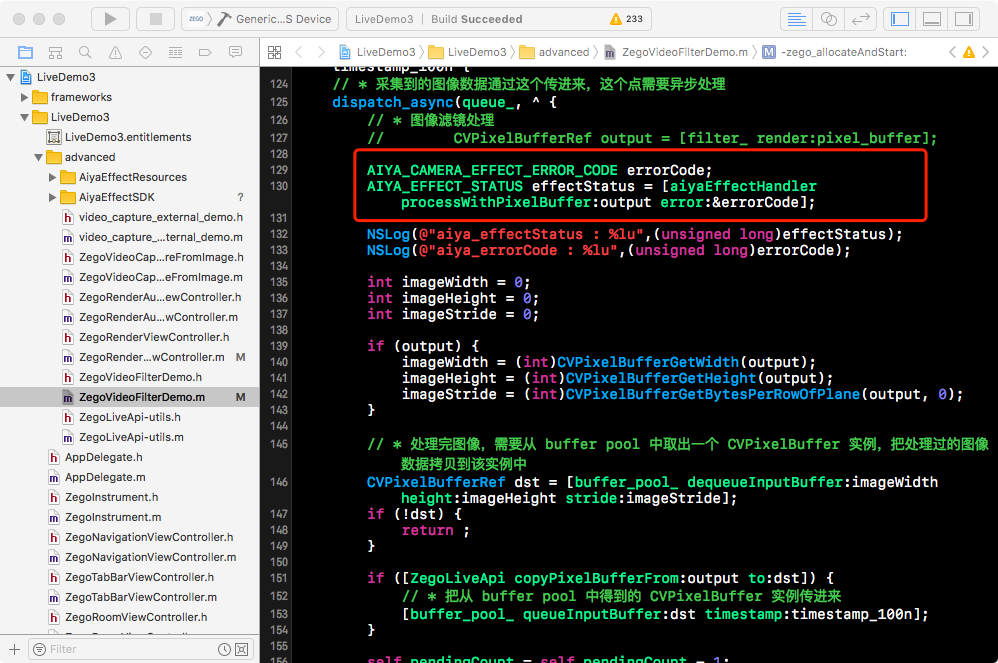 ZEGO Generic...S Device
LiveDemo3 | Build Succeeded
233
LiveDemo3 LiveDemo3 advanced ZegoVideoFilterDemo.m M -zego_allocateAndStart:
LiveDemo3
frameworks
LiveDemo3
LiveDemo3.entitlements
advanced
AiyaEffectResources
AiyaEffectSDK ?
h video_capture_external_demo.h
m video_capture_...ternal_demo.m
h ZegoVideoCap...reFromImage.h
m ZegoVideoCap...eFromImage.m
h ZegoRenderAu...ewController.h
m ZegoRenderAu...wController.m
h ZegoRenderViewController.h
m ZegoRender...wController.m M
h ZegoVideoFilterDemo.h
m ZegoVideoFilterDemo.m M
h ZegoLiveApi-utils.h
m ZegoLiveApi-utils.m
h AppDelegate.h
m AppDelegate.m
h ZegoInstrument.h
m ZegoInstrument.m
h ZegoNavigationViewController.h
m ZegoNavigationViewController.m
h ZegoTabBarViewController.h
m ZegoTabBarViewController.m
h ZegoRoomViewController.h
Filter
timestamp_100n {
124 // * 采集到的图像数据通过这个传进来，这个点需要异步处理
125 dispatch_async(queue_, ^ {
126 // * 图像滤镜处理
127 // CVPixelBufferRef output = [filter_ render:pixel_buffer];
128
129 AIYA_CAMERA_EFFECT_ERROR_CODE errorCode;
130 AIYA_EFFECT_STATUS effectStatus = [aiyaEffectHandler
processWithPixelBuffer:output error:&errorCode];
131
132 NSLog(@"aiya_effectStatus : %lu",(unsigned long)effectStatus);
133 NSLog(@"aiya_errorCode : %lu",(unsigned long)errorCode);
134
135 int imageWidth = 0;
136 int imageHeight = 0;
137 int imageStride = 0;
138
139 if (output) {
140 imageWidth = (int)CVPixelBufferGetWidth(output);
141 imageHeight = (int)CVPixelBufferGetHeight(output);
142 imageStride = (int)CVPixelBufferGetBytesPerRowOfPlane(output, 0);
143 }
144
145 // * 处理完图像，需要从 buffer pool 中取出一个 CVPixelBuffer 实例，把处理过的图像
数据拷贝到该实例中
146 CVPixelBufferRef dst = [buffer_pool_ dequeueInputBuffer:imageWidth
height:imageHeight stride:imageStride];
147 if (!dst) {
148 return ;
149 }
150
151 if ([ZegoLiveApi copyPixelBufferFrom:output to:dst]) {
152 // * 把从 buffer pool 中得到的 CVPixelBuffer 实例传进来
153 [buffer_pool_ queueInputBuffer:dst timestamp:timestamp_100n];
154 }
155
156 self.pendingCount = self.pendingCount - 1;